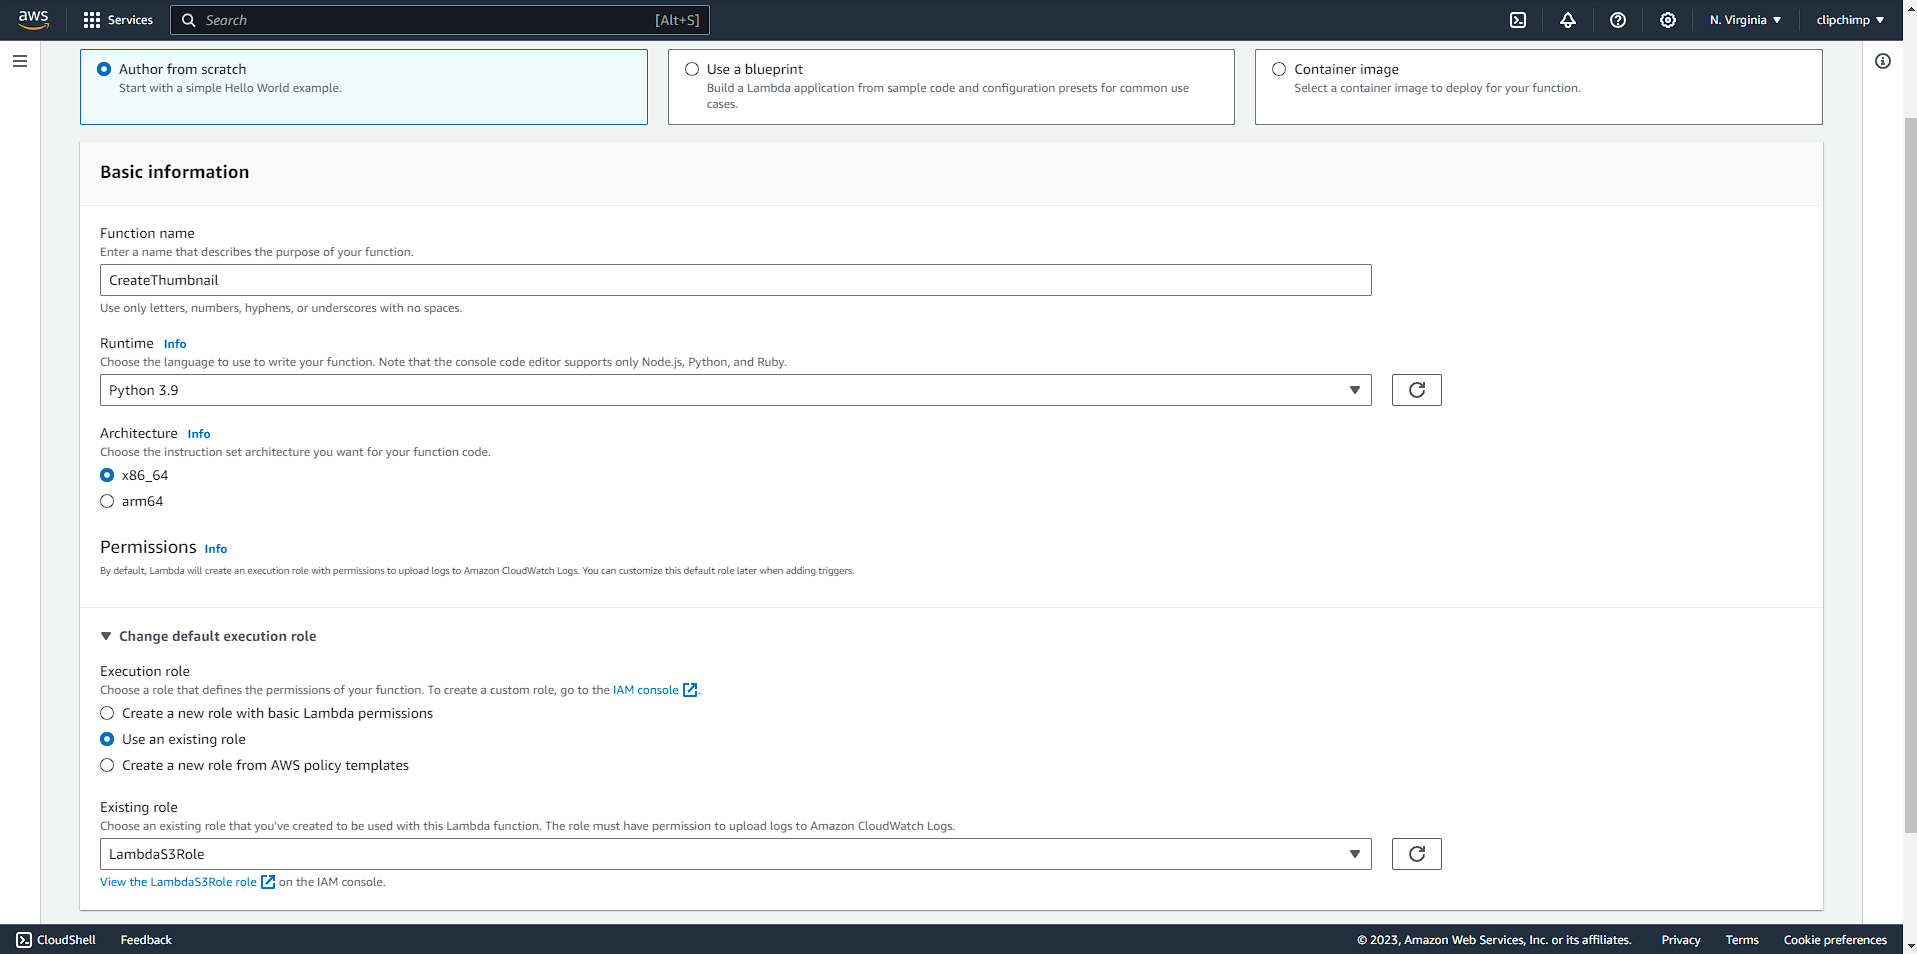 aws
Services
Search
[Alt+S]
N. Virginia
clipchimp
Author from scratch
Start with a simple Hello World example.
Use a blueprint
Build a Lambda application from sample code and configuration presets for common use
cases.
Container image
Select a container image to deploy for your function.
Basic information
Function name
Enter a name that describes the purpose of your function.
CreateThumbnail
Use only letters, numbers, hyphens, or underscores with no spaces.
Runtime Info
Choose the language to use to write your function. Note that the console code editor supports only Node.js, Python, and Ruby.
Python 3.9
Architecture Info
Choose the instruction set architecture you want for your function code.
x86_64
arm64
Permissions Info
By default, Lambda will create an execution role with permissions to upload logs to Amazon CloudWatch Logs. You can customize this default role later when adding triggers.
Change default execution role
Execution role
Choose a role that defines the permissions of your function. To create a custom role, go to the IAM console.
Create a new role with basic Lambda permissions
Use an existing role
Create a new role from AWS policy templates
Existing role
Choose an existing role that you've created to be used with this Lambda function. The role must have permission to upload logs to Amazon CloudWatch Logs.
LambdaS3Role
View the LambdaS3Role role on the IAM console.
CloudShell
Feedback
© 2023, Amazon Web Services, Inc. or its affiliates.
Privacy
Terms
Cookie preferences